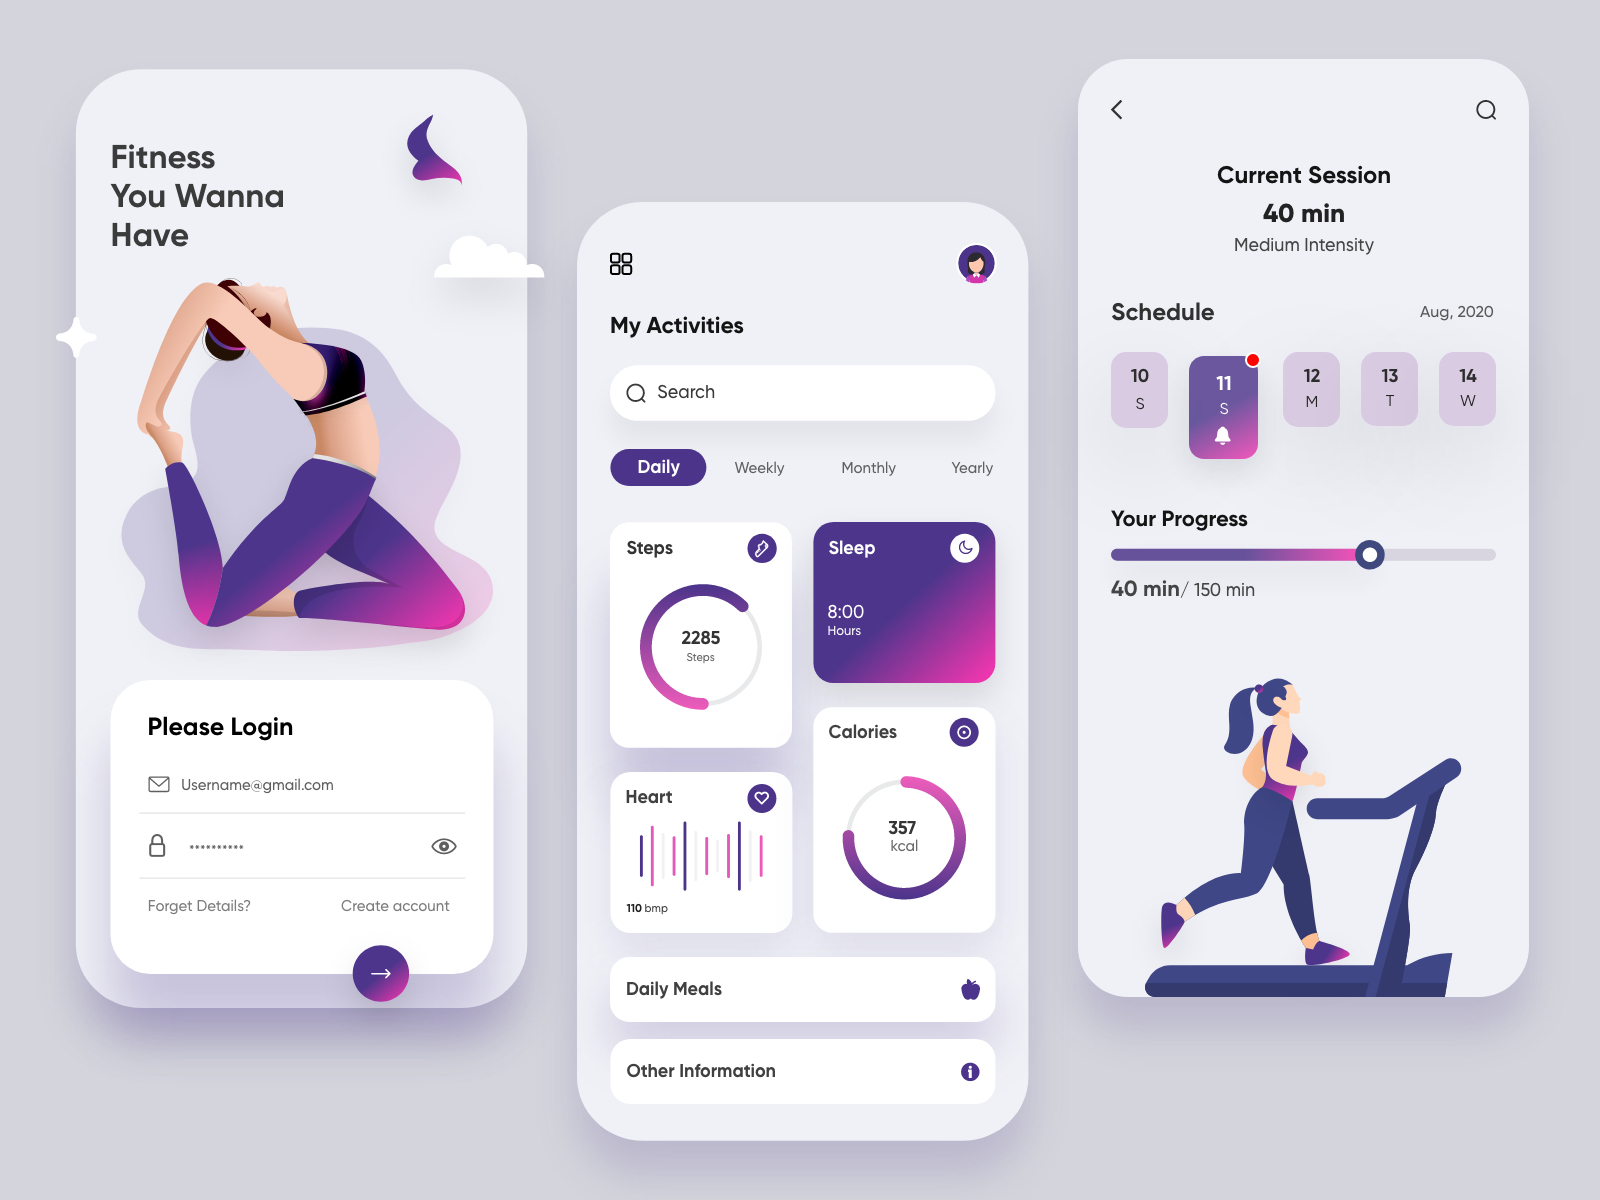 Fitness
You Wanna
Have
Please Login
Username@gmail.com
**********
Forget Details?
Create account
My Activities
Search
Daily
Weekly
Monthly
Yearly
Steps
2285
Steps
Sleep
8:00
Hours
Heart
110 bmp
Calories
357
kcal
Daily Meals
Other Information
Current Session
40 min
Medium Intensity
Schedule
Aug, 2020
10
S
11
S
12
M
13
T
14
W
Your Progress
40 min/ 150 min